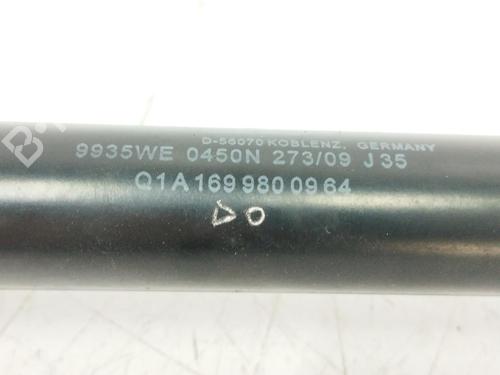 D-56070 KOBLENZ, GERMANY
9935WE 0450N 273/09 J35
Q1A 169 980 09 64